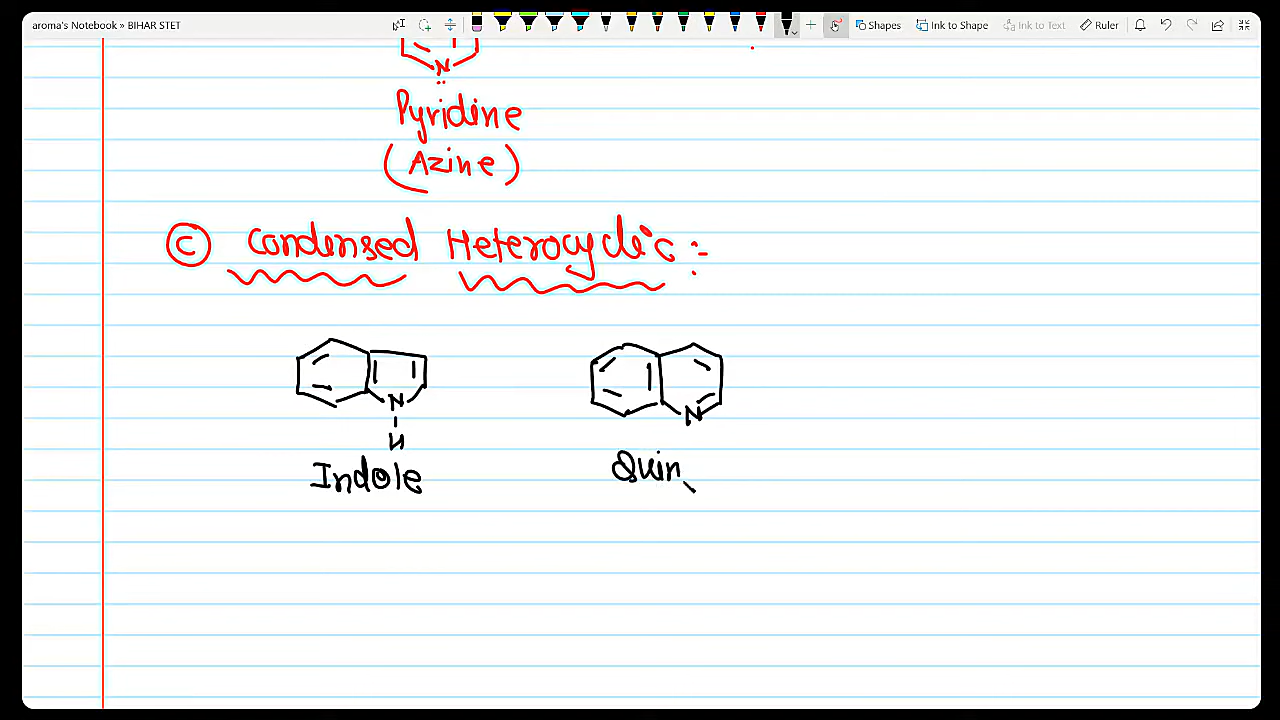 aroma's Notebook » BIHAR STET
Shapes
Ink to Shape
Ink to Text
Ruler
N
Pyridine
(Azine)
C Condensed Heterocyclic :-
N
H
N
Indole
Quin